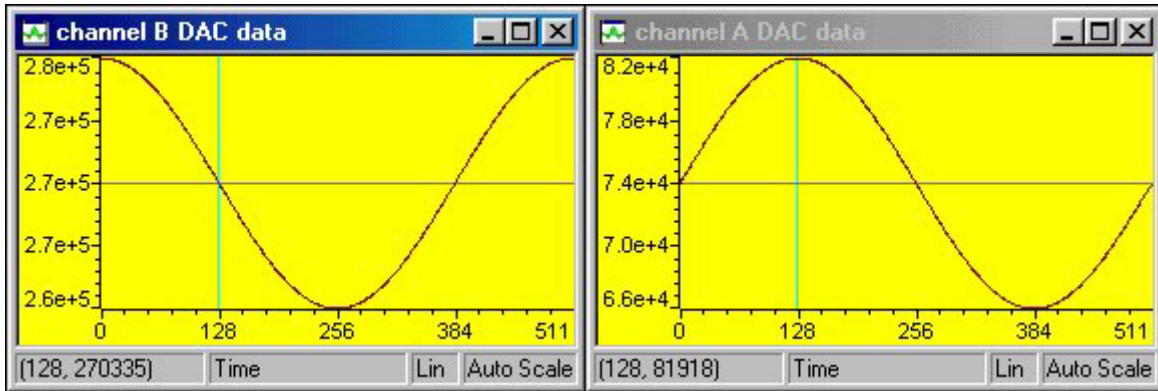 channel B DAC data
2.8e+5
2.7e+5
2.7e+5
2.7e+5
2.6e+5
0 128 256 384 511
(128, 270335) Time Lin Auto Scale
channel A DAC data
8.2e+4
7.8e+4
7.4e+4
7.0e+4
6.6e+4
0 128 256 384 511
(128, 81918) Time Lin Auto Scale